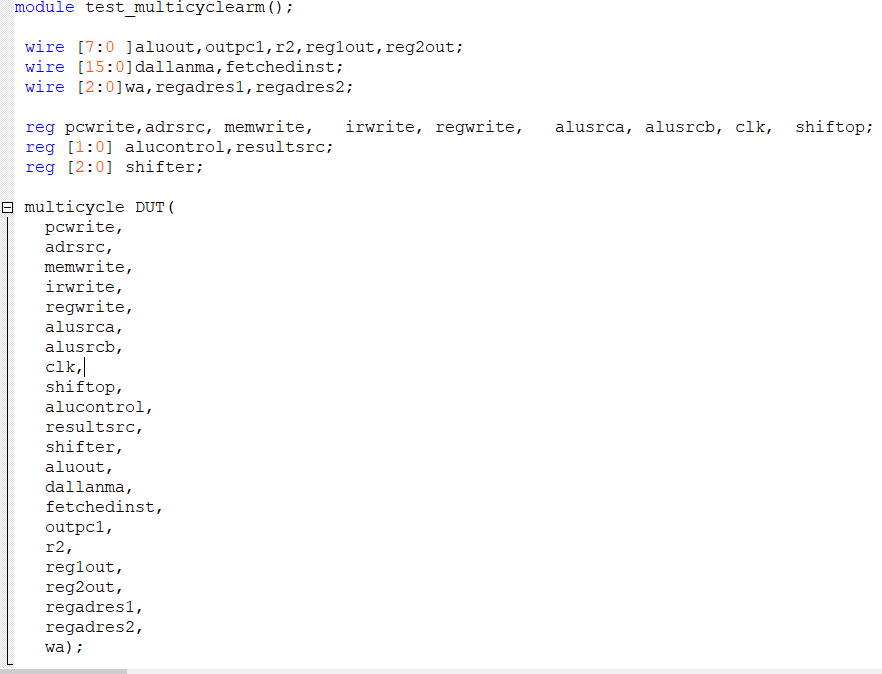 module test_multicyclearm();
wire [7:0 ]aluout,outpc1,r2,reg1out,reg2out;
wire [15:0]dallanma,fetchedinst;
wire [2:0]wa,regadres1,regadres2;
reg pcwrite,adrsrc, memwrite,   irwrite, regwrite,   alusrca, alusrcb, clk,  shiftop;
reg [1:0] alucontrol,resultsrc;
reg [2:0] shifter;
multicycle DUT(
pcwrite,
adrsrc,
memwrite,
irwrite,
regwrite,
alusrca,
alusrcb,
clk,
shiftop,
alucontrol,
resultsrc,
shifter,
aluout,
dallanma,
fetchedinst,
outpc1,
r2,
reg1out,
reg2out,
regadres1,
regadres2,
wa);